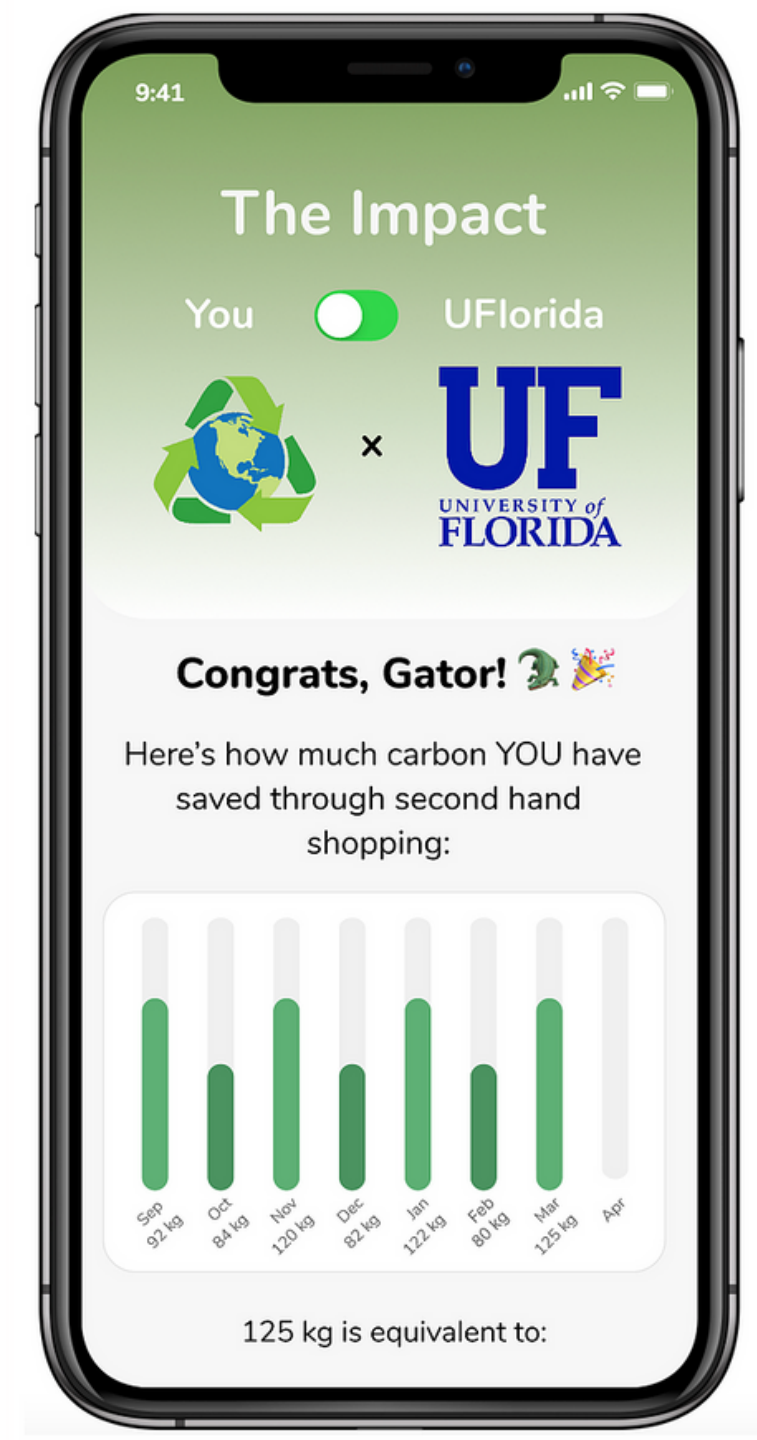 9:41
The Impact
You UFlorida
×
UF
UNIVERSITY of
FLORIDA
Congrats, Gator! 🐊 🎉
Here’s how much carbon YOU have
saved through second hand
shopping:
Sep
92 kg
Oct
84 kg
Nov
120 kg
Dec
82 kg
Jan
122 kg
Feb
80 kg
Mar
125 kg
Apr
125 kg is equivalent to: